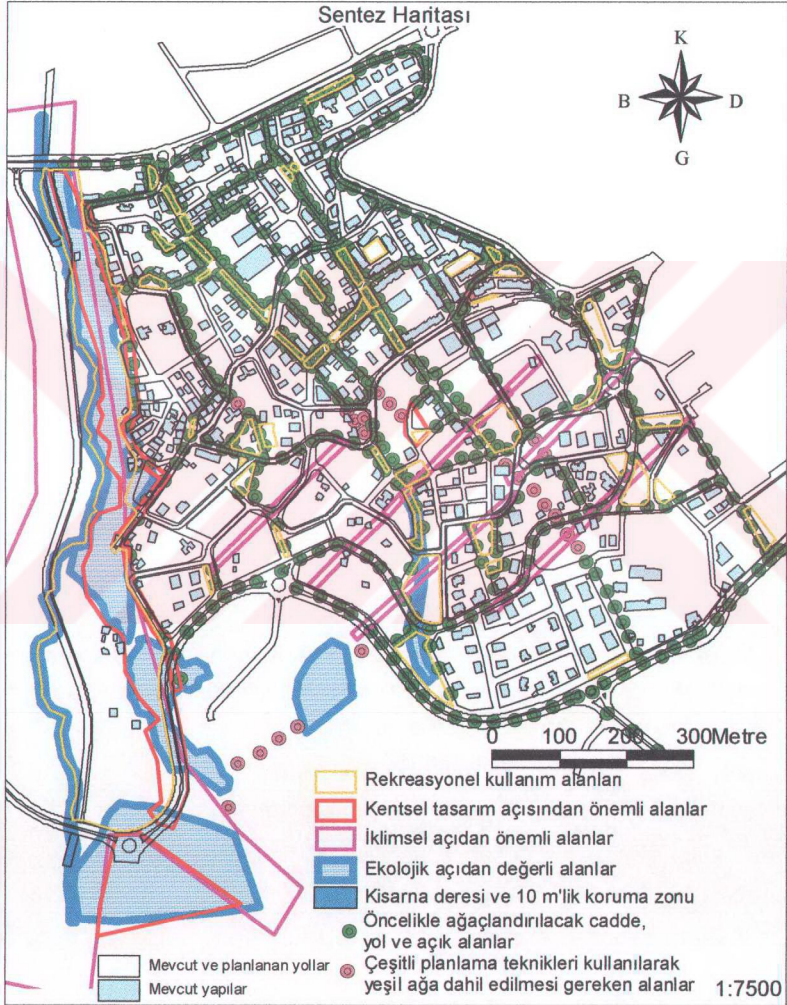 Sentez Haritası
K
B
D
G
0 100 200 300Metre
Rekreasyonel kullanım alanları
Kentsel tasarım açısından önemli alanlar
İklimsel açıdan önemli alanlar
Ekolojik açıdan değerli alanlar
Kisarna deresi ve 10 m'lik koruma zonu
Öncelikle ağaçlandırılacak cadde,
yol ve açık alanlar
Çeşitli planlama teknikleri kullanılarak
yeşil ağa dahil edilmesi gereken alanlar
Mevcut ve planlanan yollar
Mevcut yapılar
1:7500